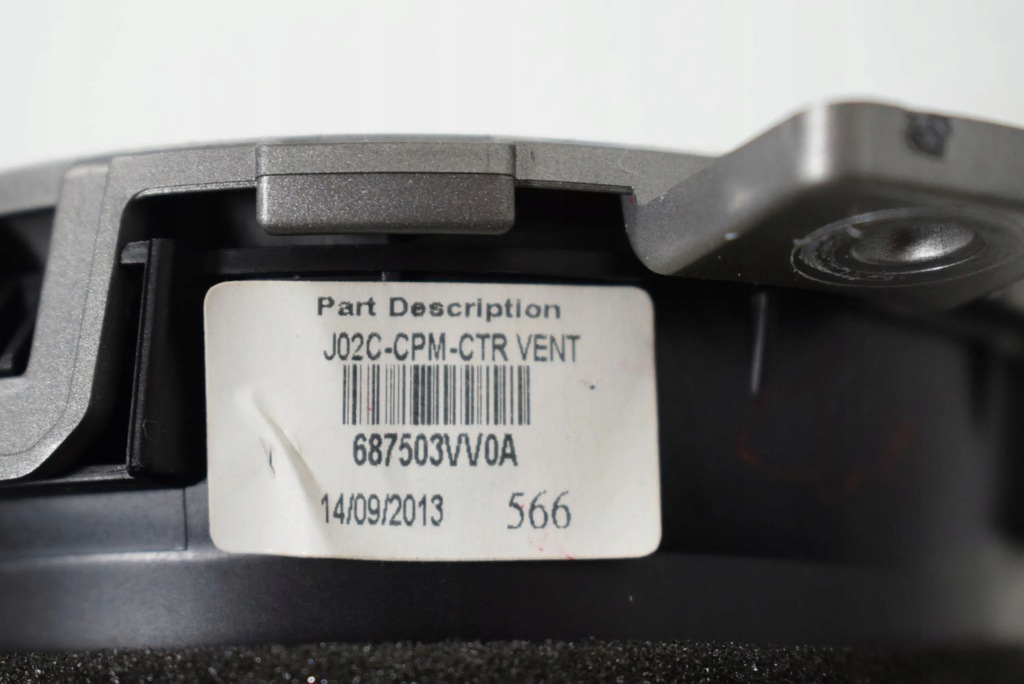 Part Description
J02C-CPM-CTR VENT
687503VV0A
14/09/2013 566